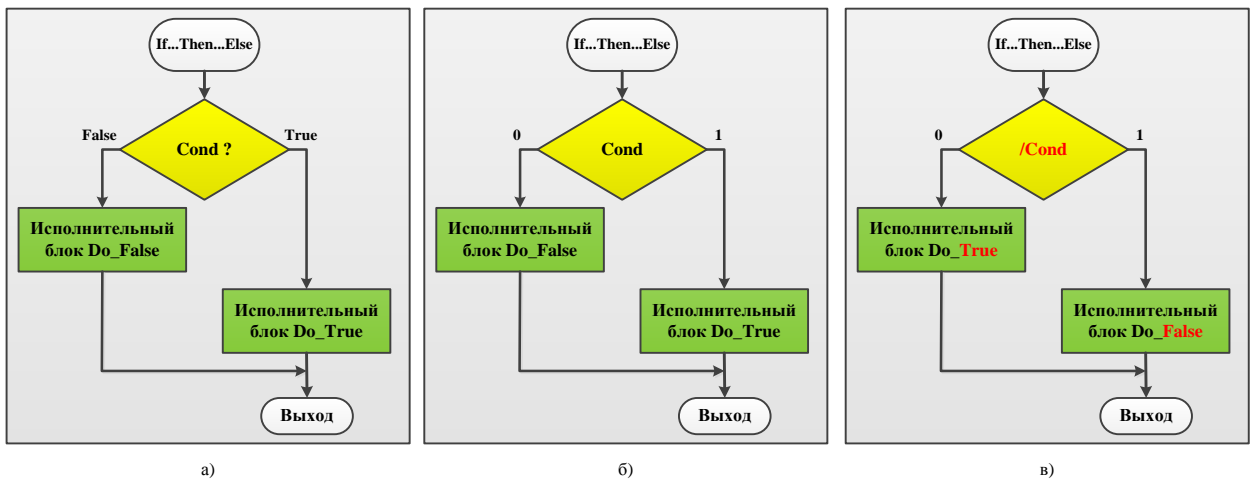 If...Then...Else
False
True
Cond ?
Исполнительный
блок Do_False
Исполнительный
блок Do_True
Выход
а)
If...Then...Else
0
1
Cond
Исполнительный
блок Do_False
Исполнительный
блок Do_True
Выход
б)
If...Then...Else
0
1
/Cond
Исполнительный
блок Do_True
Исполнительный
блок Do_False
Выход
в)